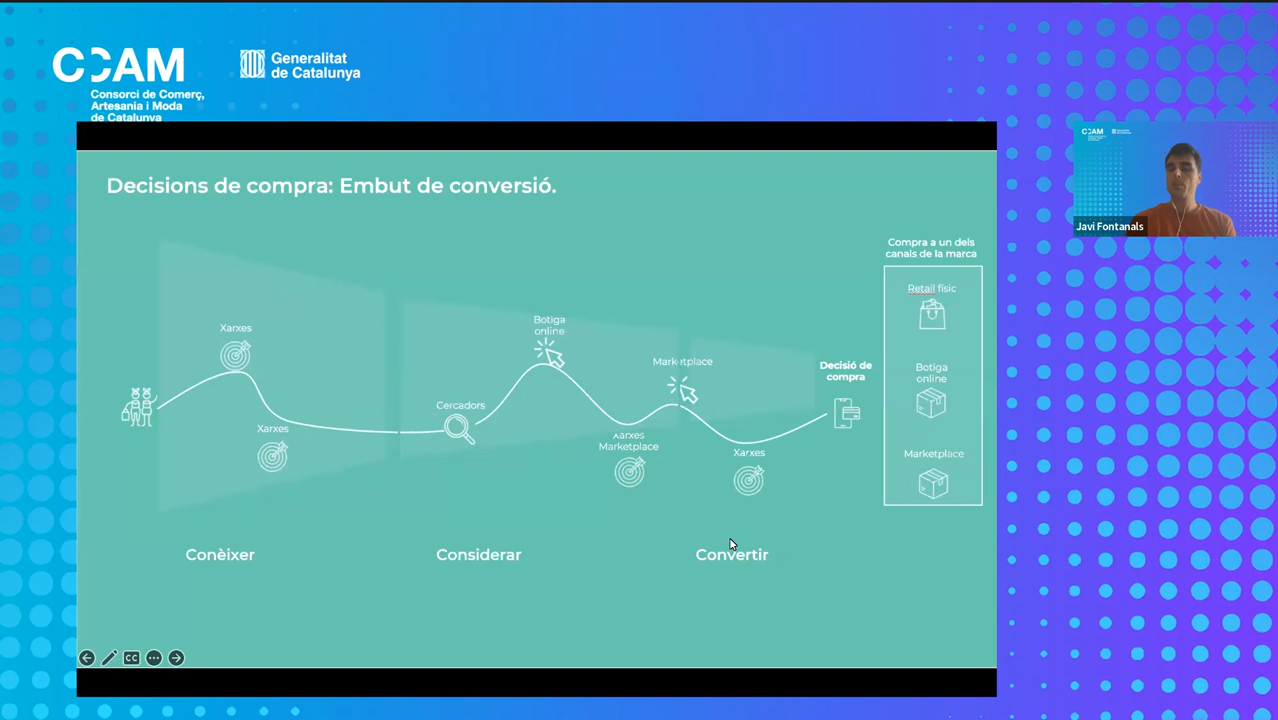 CCAM
Consorci de Comerç,
Artesania i Moda
de Catalunya
Generalitat
de Catalunya
Decisions de compra: Embut de conversió.
Xarxes
Xarxes
Cercadors
Botiga
online
Xarxes
Marketplace
Marketplace
Xarxes
Decisió de
compra
Compra a un dels
canals de la marca
Retail físic
Botiga
online
Marketplace
Conèixer
Considerar
Convertir
CC
CCAM
Javi Fontanals